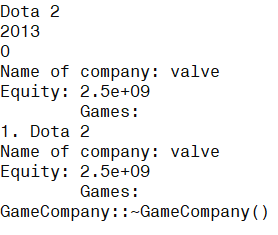 Dota 2
2013
0
Name of company: valve
Equity: 2.5e+09
        Games:
1. Dota 2
Name of company: valve
Equity: 2.5e+09
        Games:
GameCompany::~GameCompany()